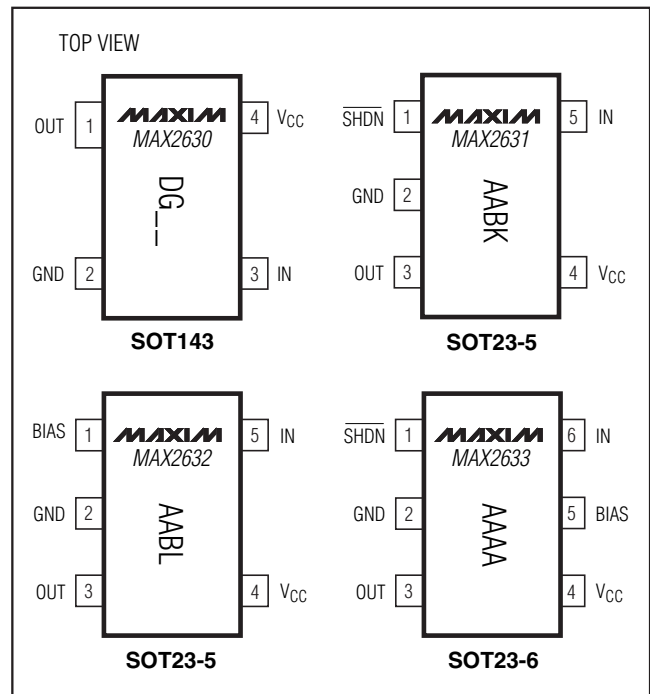 TOP VIEW
OUT 1 MAXIM 4 VCC
MAX2630
DG__
GND 2 3 IN
SOT143
SHDN 1 MAXIM 5 IN
MAX2631
GND 2
AABK
OUT 3 4 VCC
SOT23-5
BIAS 1 MAXIM 5 IN
MAX2632
GND 2
AABL
OUT 3 4 VCC
SOT23-5
SHDN 1 MAXIM 6 IN
MAX2633
GND 2 5 BIAS
AAAA
OUT 3 4 VCC
SOT23-6